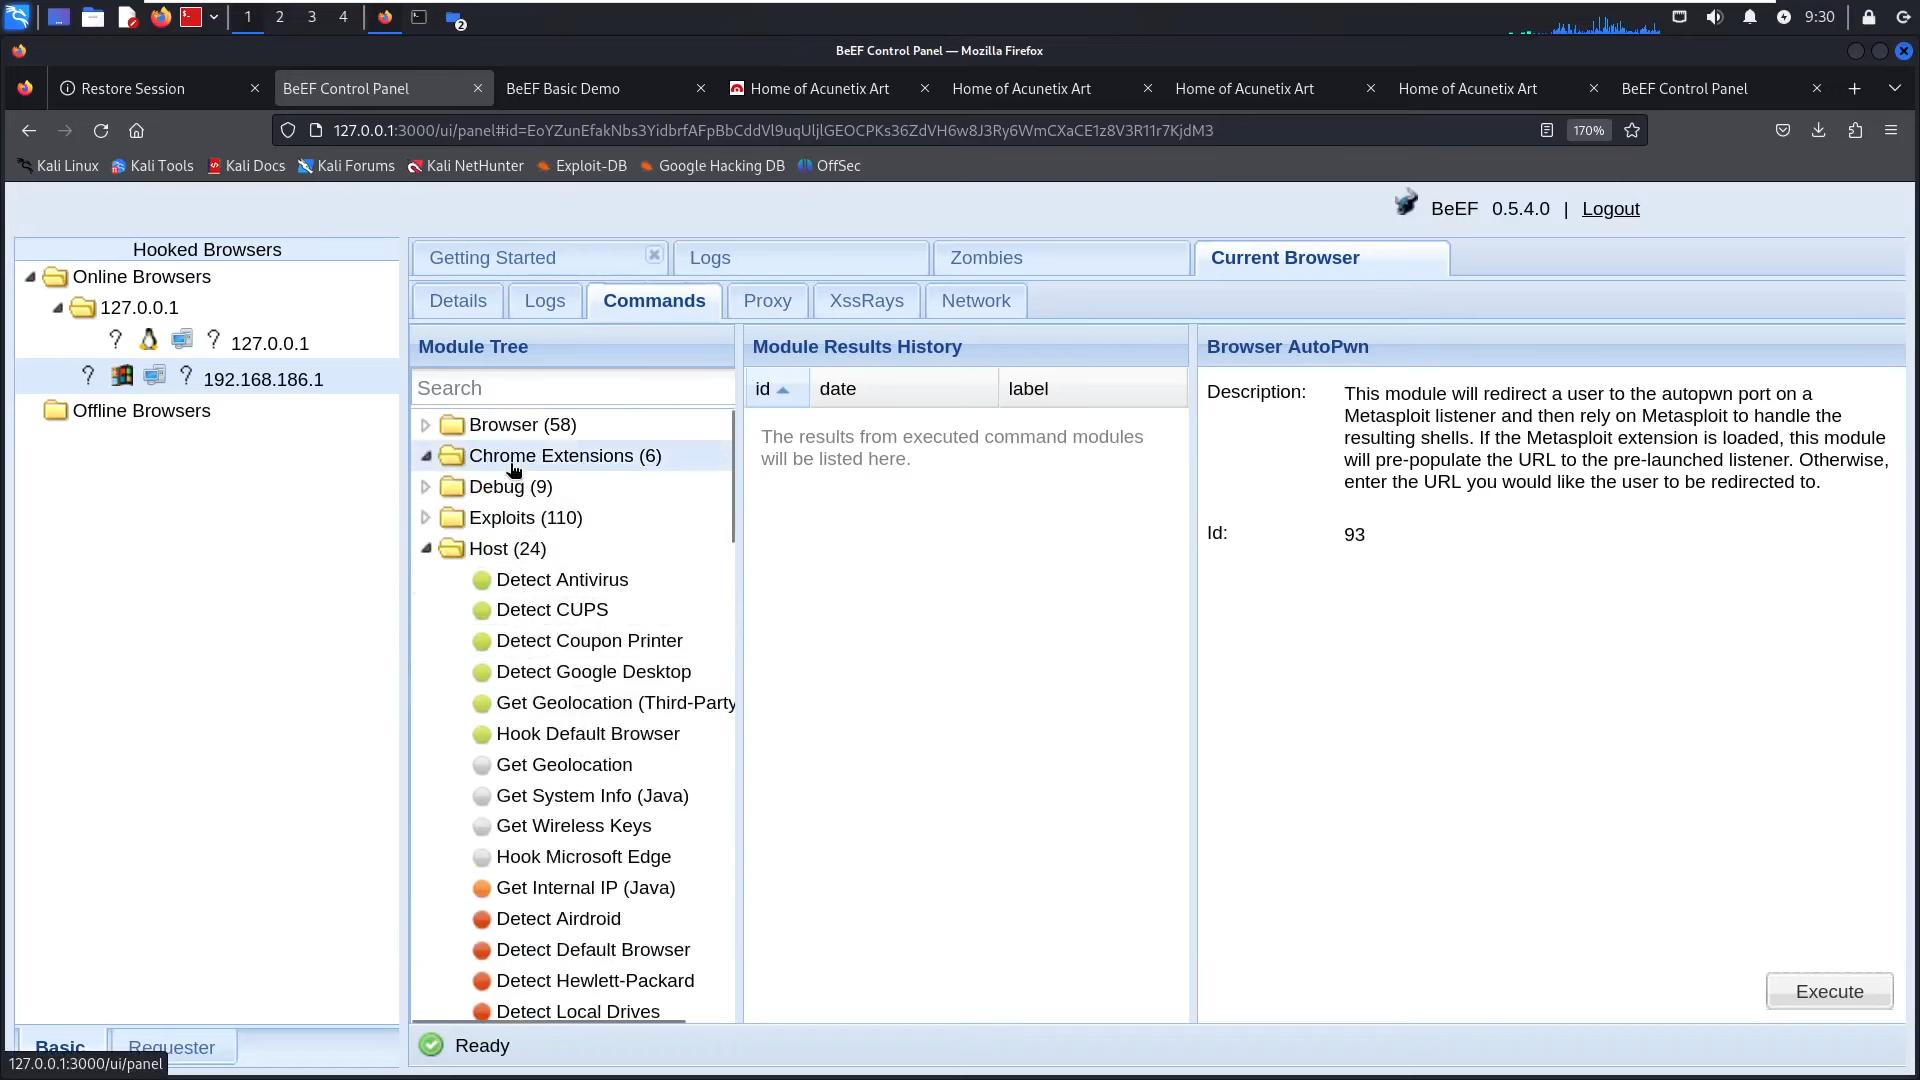 1 2 3 4 2 9:30
BeEF Control Panel — Mozilla Firefox
Restore Session BeEF Control Panel BeEF Basic Demo Home of Acunetix Art Home of Acunetix Art Home of Acunetix Art Home of Acunetix Art BeEF Control Panel
127.0.0.1:3000/ui/panel#id=EoYZunEfakNbs3YidbrfAFpBbCddVl9uqUljlGEOCPKs36ZdVH6w8J3Ry6WmCXaCE1z8V3R11r7KjdM3 170%
Kali Linux Kali Tools Kali Docs Kali Forums Kali NetHunter Exploit-DB Google Hacking DB OffSec
BeEF 0.5.4.0 | Logout
Hooked Browsers
Online Browsers
127.0.0.1
? ? 127.0.0.1
? ? 192.168.186.1
Offline Browsers
Getting Started Logs Zombies Current Browser
Details Logs Commands Proxy XssRays Network
Module Tree
Search
Browser (58)
Chrome Extensions (6)
Debug (9)
Exploits (110)
Host (24)
Detect Antivirus
Detect CUPS
Detect Coupon Printer
Detect Google Desktop
Get Geolocation (Third-Party
Hook Default Browser
Get Geolocation
Get System Info (Java)
Get Wireless Keys
Hook Microsoft Edge
Get Internal IP (Java)
Detect Airdroid
Detect Default Browser
Detect Hewlett-Packard
Detect Local Drives
Module Results History
id date label
The results from executed command modules
will be listed here.
Browser AutoPwn
Description: This module will redirect a user to the autopwn port on a
Metasploit listener and then rely on Metasploit to handle the
resulting shells. If the Metasploit extension is loaded, this module
will pre-populate the URL to the pre-launched listener. Otherwise,
enter the URL you would like the user to be redirected to.
Id: 93
Execute
Basic Requester
Ready
127.0.0.1:3000/ui/panel